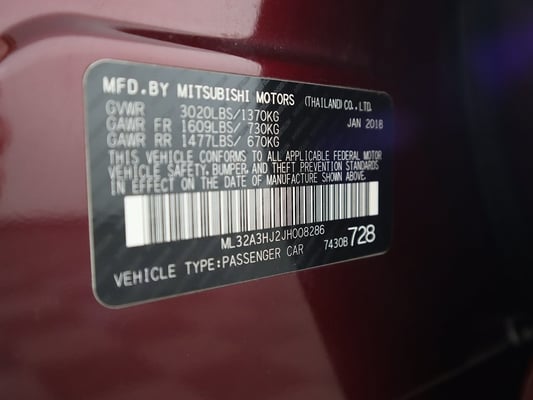 MFD.BY MITSUBISHI MOTORS (THAILAND) CO., LTD.
GVWR 3020LBS/1370KG JAN 2018
GAWR FR 1609LBS/ 730KG
GAWR RR 1477LBS/ 670KG
THIS VEHICLE CONFORMS TO ALL APPLICABLE FEDERAL MOTOR
VEHICLE SAFETY, BUMPER, AND THEFT PREVENTION STANDARDS
IN EFFECT ON THE DATE OF MANUFACTURE SHOWN ABOVE.
ML32A3HJ2JH008286
VEHICLE TYPE:PASSENGER CAR 7430B 728